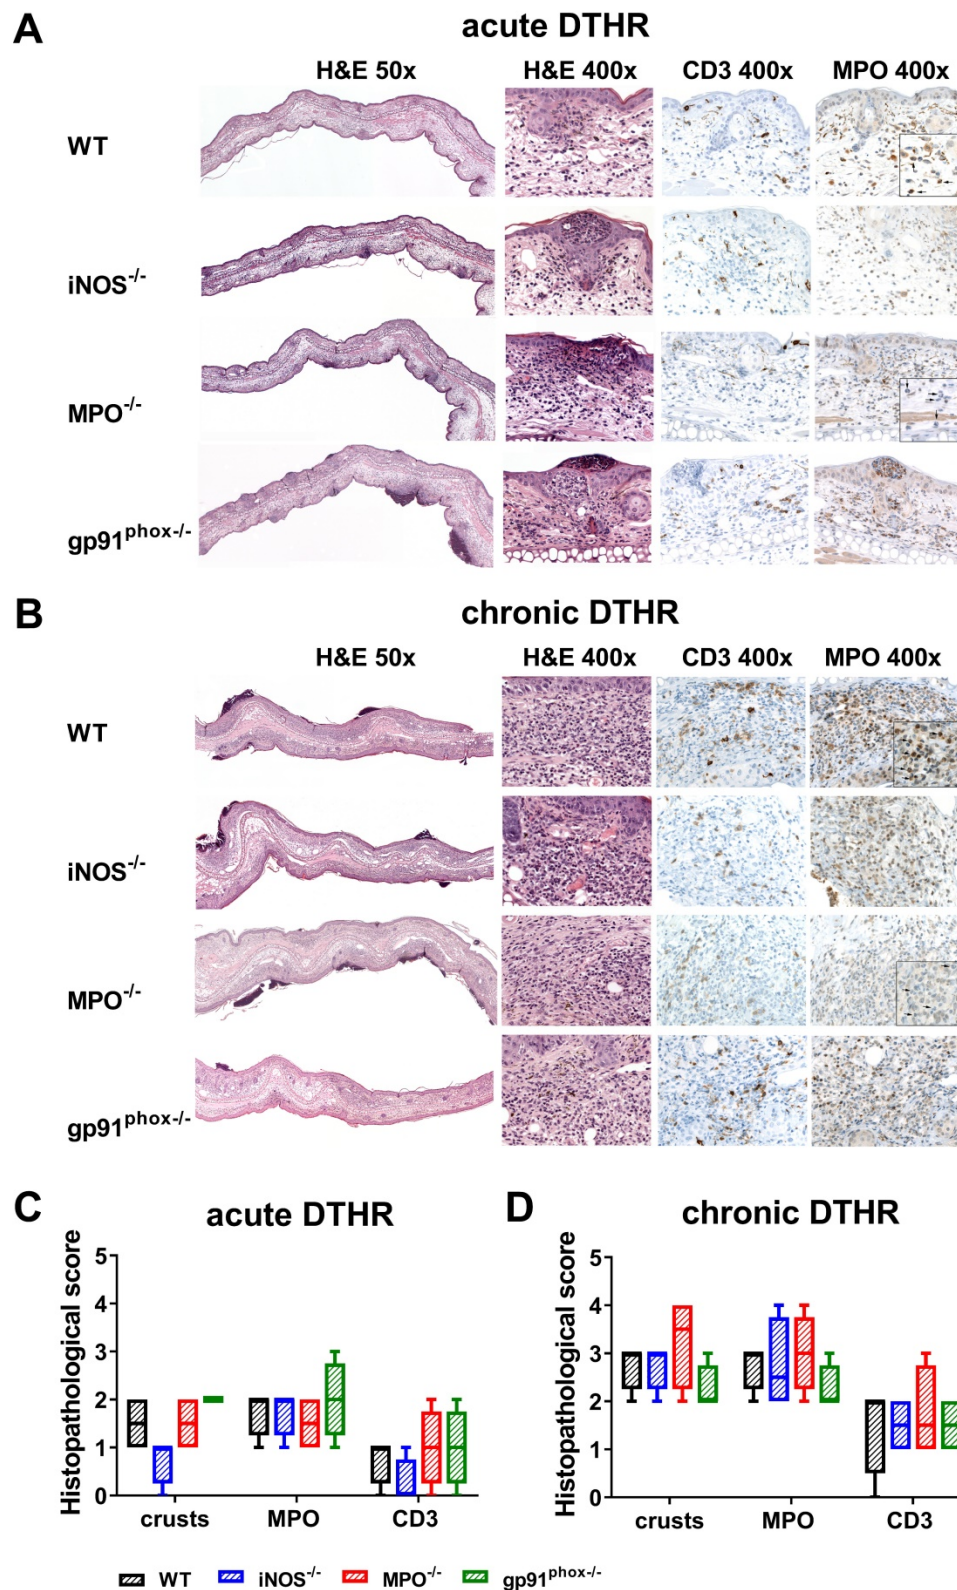 A
acute DTHR
H&E 50x H&E 400x CD3 400x MPO 400x
WT
iNOS-/-
MPO-/-
gp91phox-/-
B
chronic DTHR
H&E 50x H&E 400x CD3 400x MPO 400x
WT
iNOS-/-
MPO-/-
gp91phox-/-
C
acute DTHR
Histopathological score
5
4
3
2
1
0
crusts MPO CD3
D
chronic DTHR
Histopathological score
5
4
3
2
1
0
crusts MPO CD3
WT iNOS-/- MPO-/- gp91phox-/-